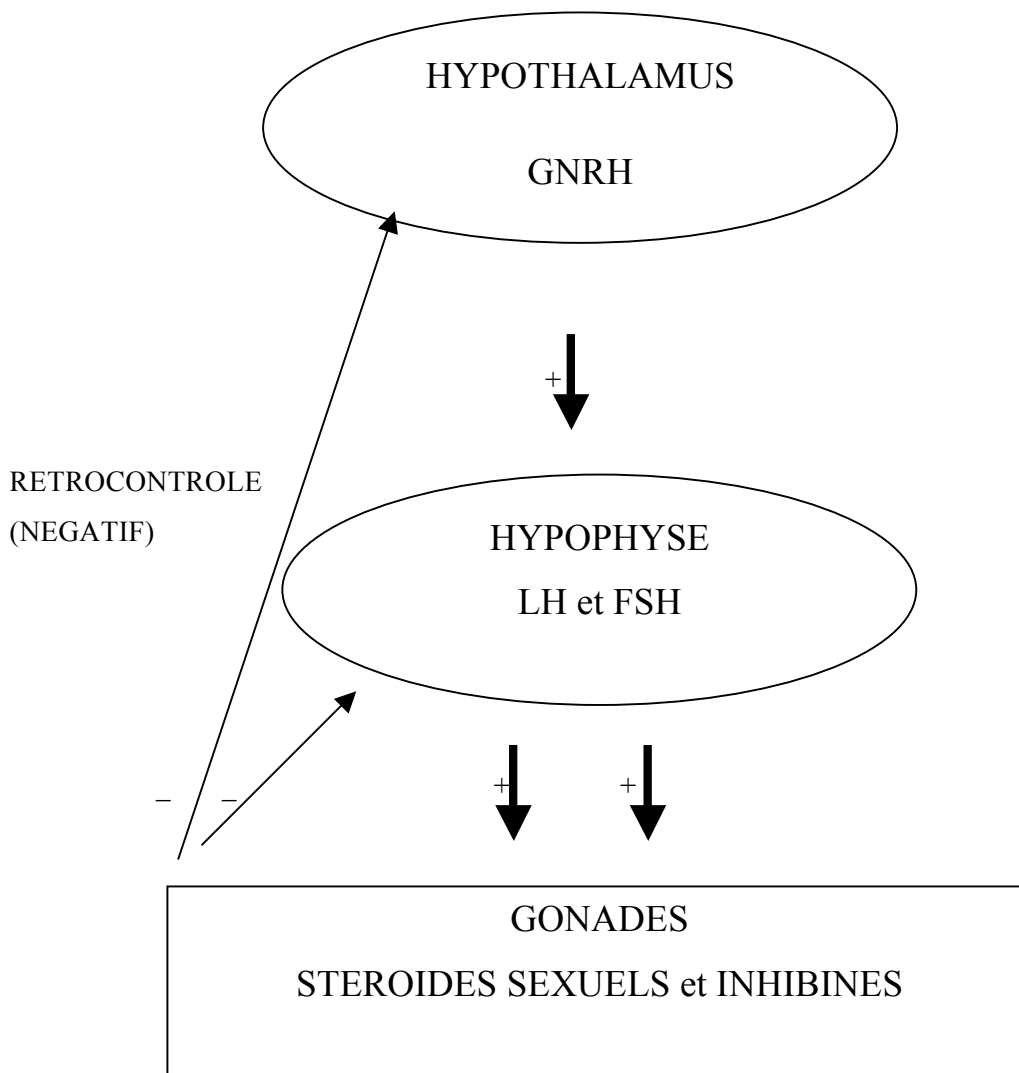 HYPOTHALAMUS
GNRH
+
RETROCONTROLE
(NEGATIF)
HYPOPHYSE
LH et FSH
– –
+ +
GONADES
STEROIDES SEXUELS et INHIBINES